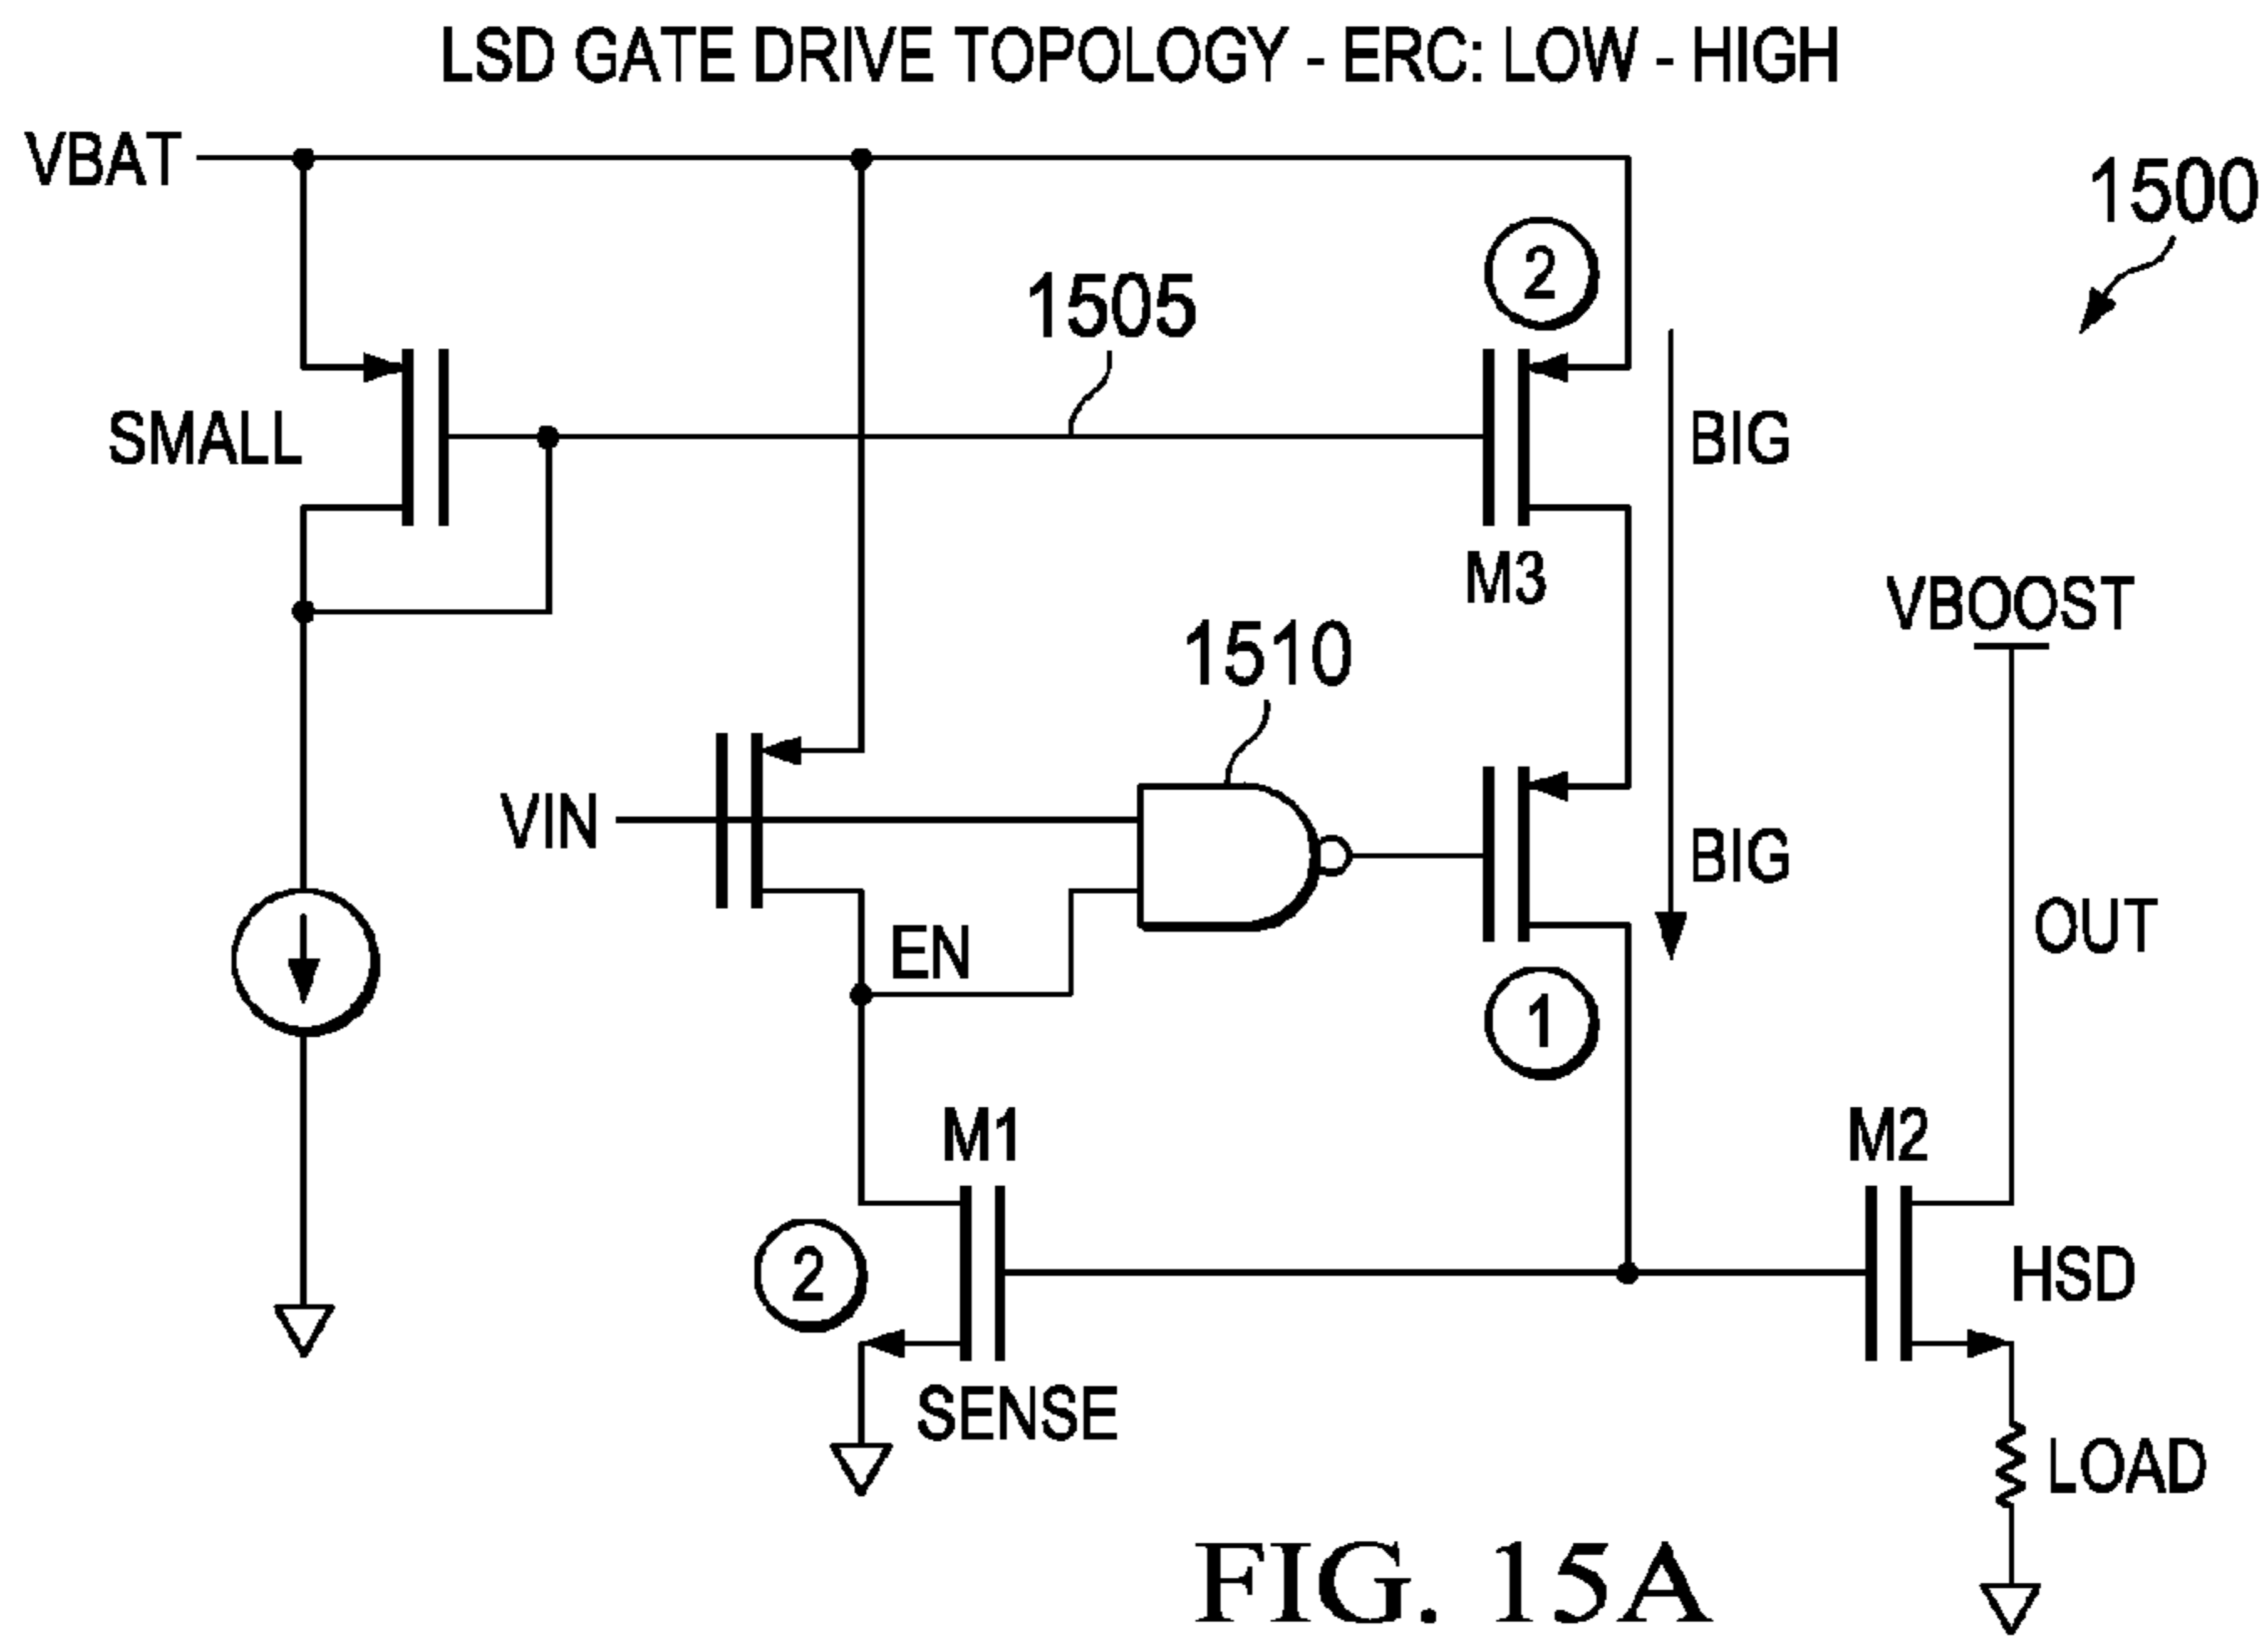 LSD GATE DRIVE TOPOLOGY - ERC: LOW - HIGH
VBAT
1500
2
1505
SMALL
BIG
M3
VBOOST
1510
VIN
BIG
OUT
EN
1
M1
M2
2
HSD
SENSE
LOAD
FIG. 15A